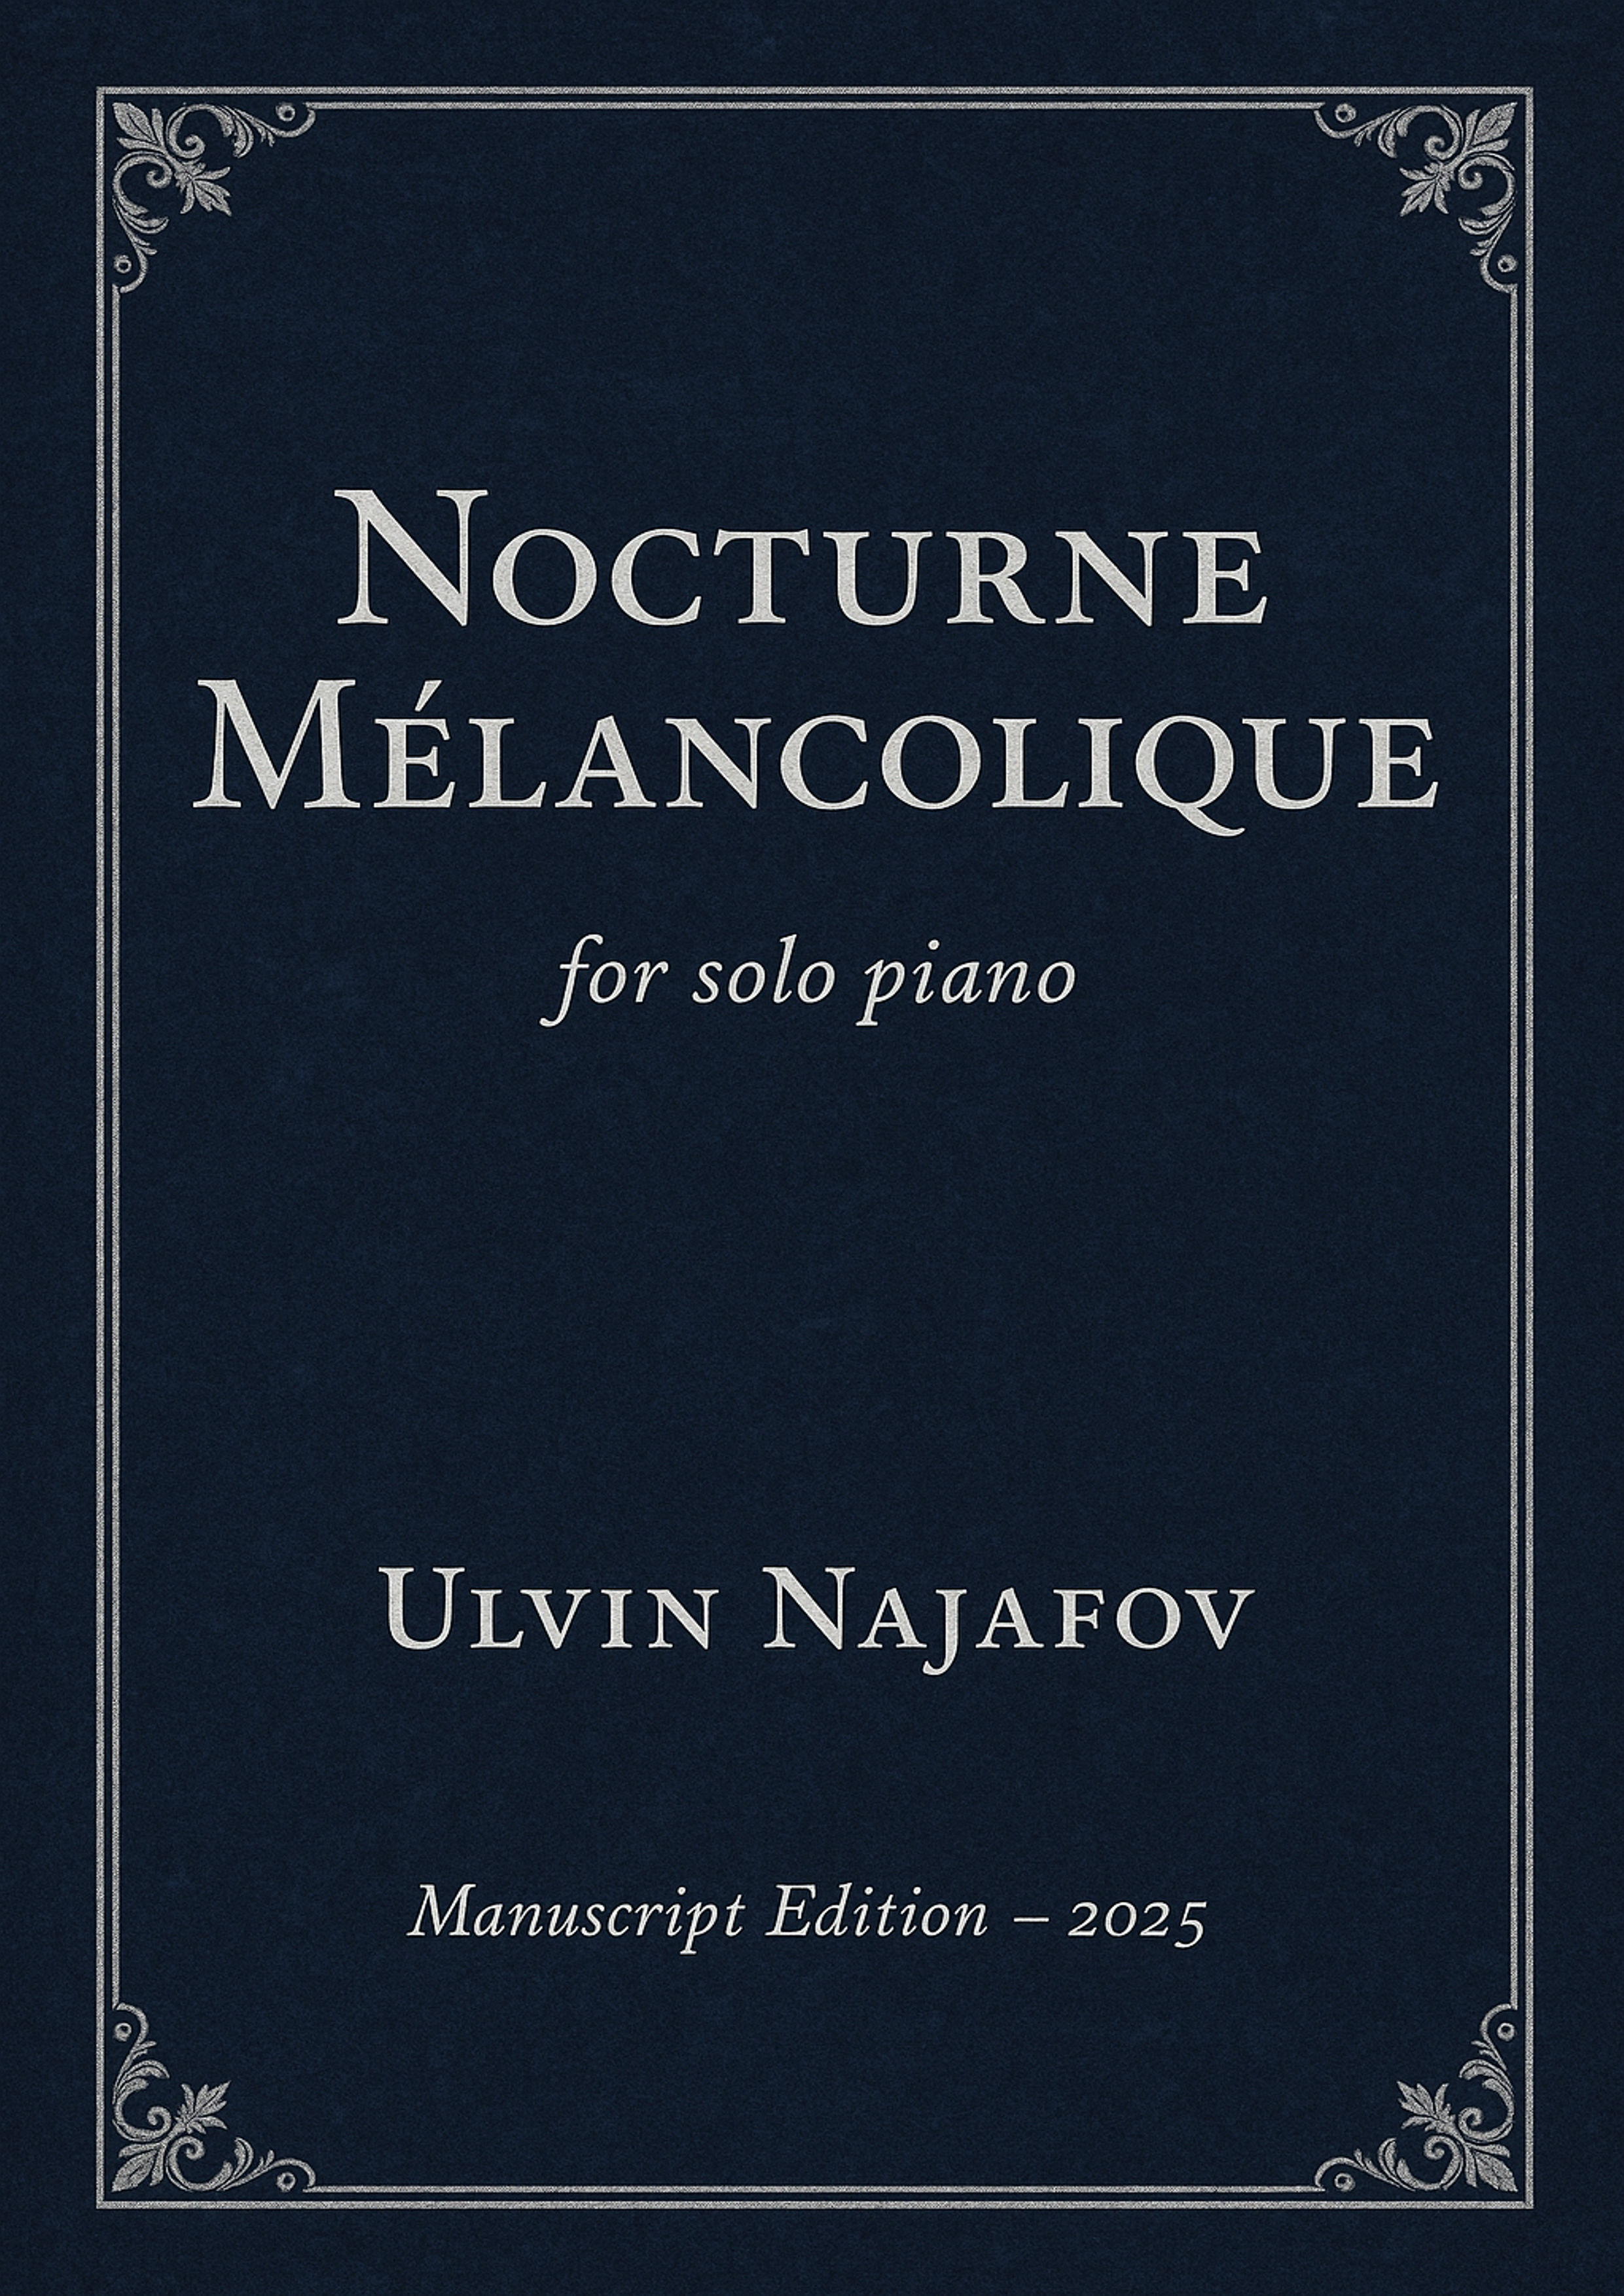 Nocturne
Mélancolique
for solo piano
Ulvin Najafov
Manuscript Edition – 2025